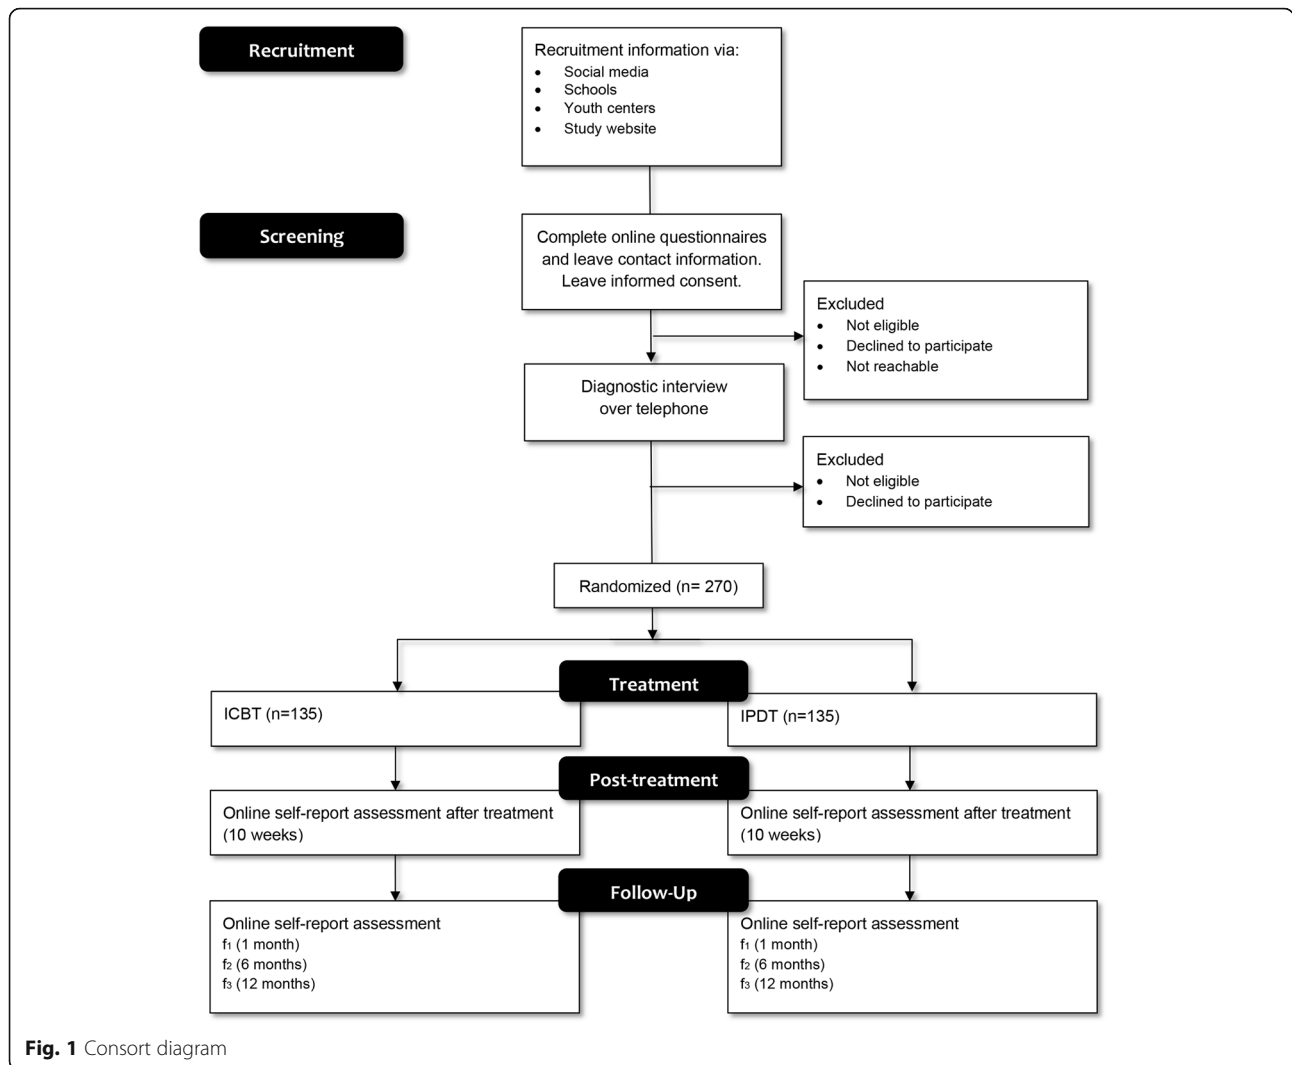 Recruitment
Recruitment information via:
• Social media
• Schools
• Youth centers
• Study website
Screening
Complete online questionnaires
and leave contact information.
Leave informed consent.
Excluded
• Not eligible
• Declined to participate
• Not reachable
Diagnostic interview
over telephone
Excluded
• Not eligible
• Declined to participate
Randomized (n= 270)
Treatment
ICBT (n=135)
IPDT (n=135)
Post-treatment
Online self-report assessment after treatment
(10 weeks)
Online self-report assessment after treatment
(10 weeks)
Follow-Up
Online self-report assessment
f₁ (1 month)
f₂ (6 months)
f₃ (12 months)
Online self-report assessment
f₁ (1 month)
f₂ (6 months)
f₃ (12 months)
Fig. 1 Consort diagram